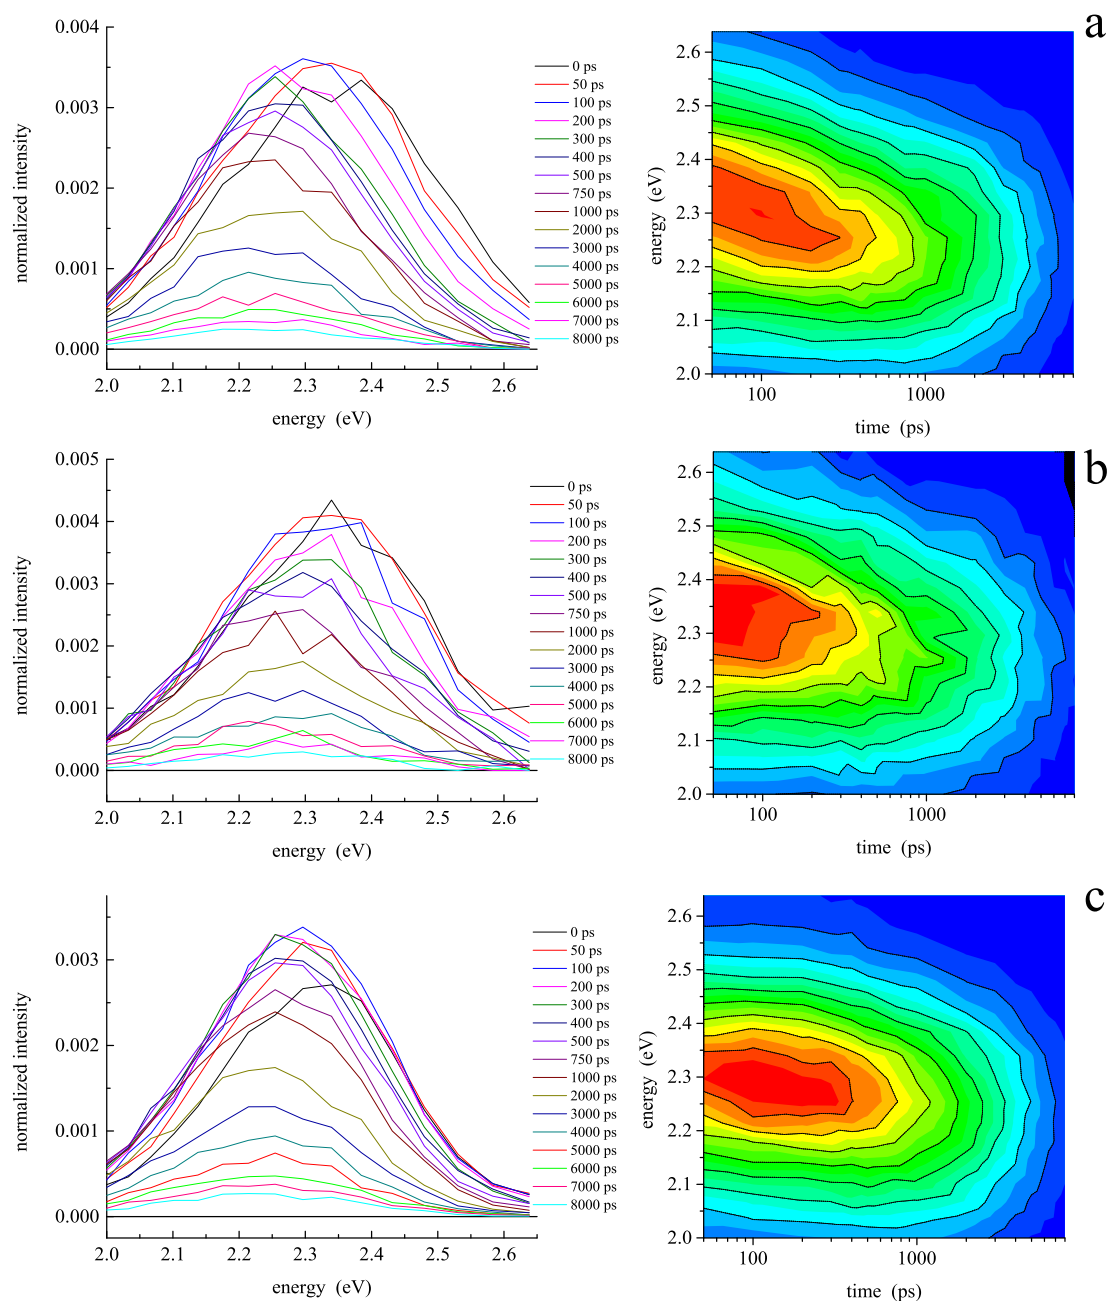 a
0.004
0.003
0.002
0.001
0.000
normalized intensity
2.0 2.1 2.2 2.3 2.4 2.5 2.6
energy (eV)
0 ps
50 ps
100 ps
200 ps
300 ps
400 ps
500 ps
750 ps
1000 ps
2000 ps
3000 ps
4000 ps
5000 ps
6000 ps
7000 ps
8000 ps
2.6
2.5
2.4
2.3
2.2
2.1
2.0
energy (eV)
100 1000
time (ps)
b
0.005
0.004
0.003
0.002
0.001
0.000
normalized intensity
2.0 2.1 2.2 2.3 2.4 2.5 2.6
energy (eV)
0 ps
50 ps
100 ps
200 ps
300 ps
400 ps
500 ps
750 ps
1000 ps
2000 ps
3000 ps
4000 ps
5000 ps
6000 ps
7000 ps
8000 ps
2.6
2.5
2.4
2.3
2.2
2.1
2.0
energy (eV)
100 1000
time (ps)
c
0.003
0.002
0.001
0.000
normalized intensity
2.0 2.1 2.2 2.3 2.4 2.5 2.6
energy (eV)
0 ps
50 ps
100 ps
200 ps
300 ps
400 ps
500 ps
750 ps
1000 ps
2000 ps
3000 ps
4000 ps
5000 ps
6000 ps
7000 ps
8000 ps
2.6
2.5
2.4
2.3
2.2
2.1
2.0
energy (eV)
100 1000
time (ps)